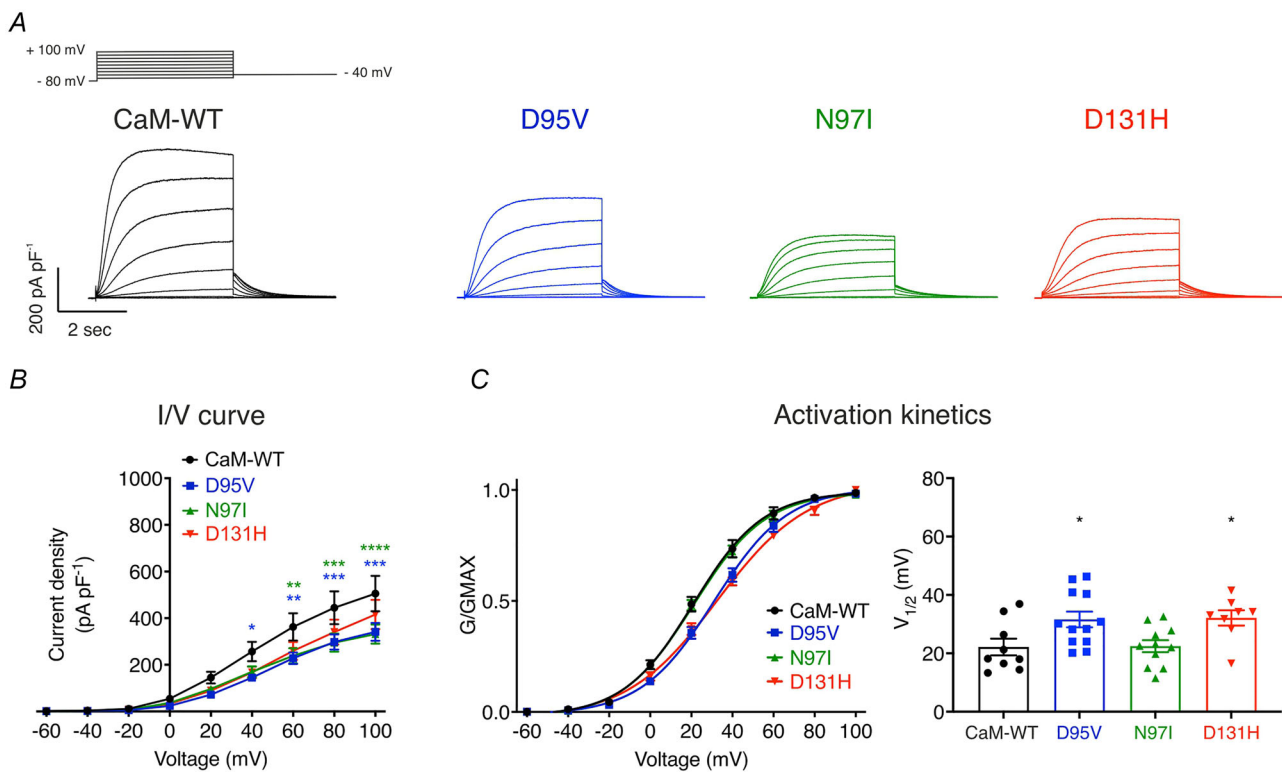 A
+ 100 mV
- 80 mV
- 40 mV
CaM-WT
D95V
N97I
D131H
200 pA pF⁻¹
2 sec
B
I/V curve
CaM-WT
D95V
N97I
D131H
Current density
(pA pF⁻¹)
1000
800
600
400
200
*
**
**
***
***
****
***
-60 -40 -20 0 20 40 60 80 100
Voltage (mV)
C
Activation kinetics
G/GMAX
1.0
0.5
0.0
CaM-WT
D95V
N97I
D131H
-60 -40 -20 0 20 40 60 80 100
Voltage (mV)
V1/2 (mV)
80
60
40
20
0
* *
CaM-WT D95V N97I D131H